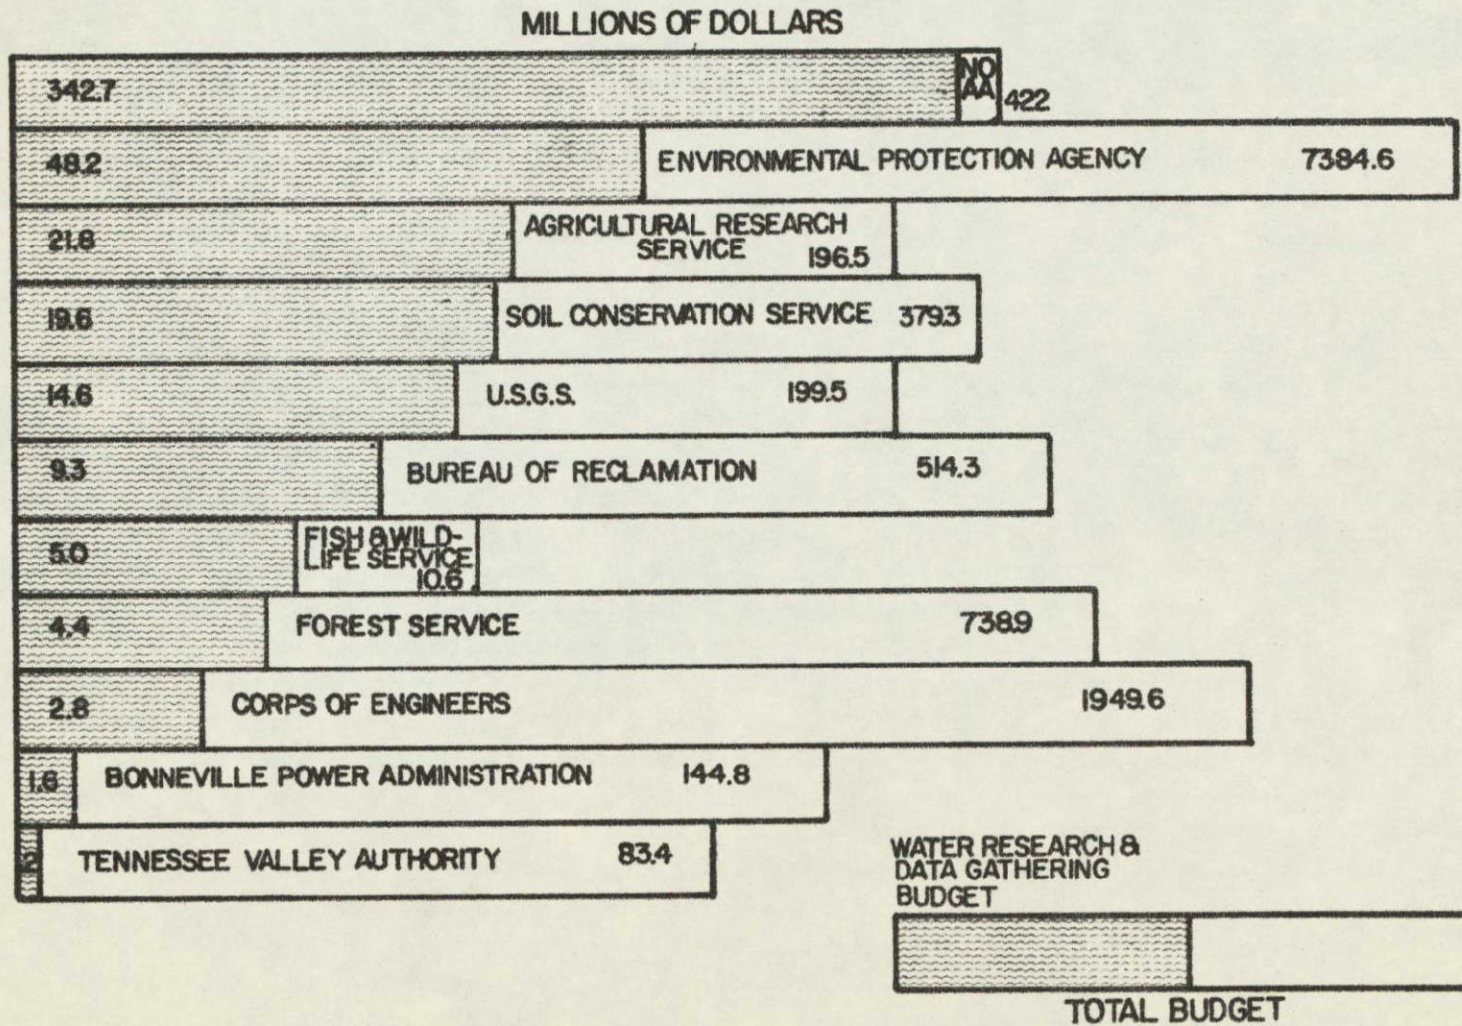 MILLIONS OF DOLLARS
342.7
NO
AA
422
48.2
ENVIRONMENTAL PROTECTION AGENCY 7384.6
21.8
AGRICULTURAL RESEARCH
SERVICE 196.5
19.6
SOIL CONSERVATION SERVICE 379.3
14.6
U.S.G.S. 199.5
9.3
BUREAU OF RECLAMATION 514.3
5.0
FISH & WILD-
LIFE SERVICE
10.6
4.4
FOREST SERVICE 738.9
2.8
CORPS OF ENGINEERS 1949.6
1.6
BONNEVILLE POWER ADMINISTRATION 144.8
TENNESSEE VALLEY AUTHORITY 83.4
WATER RESEARCH &
DATA GATHERING
BUDGET
TOTAL BUDGET